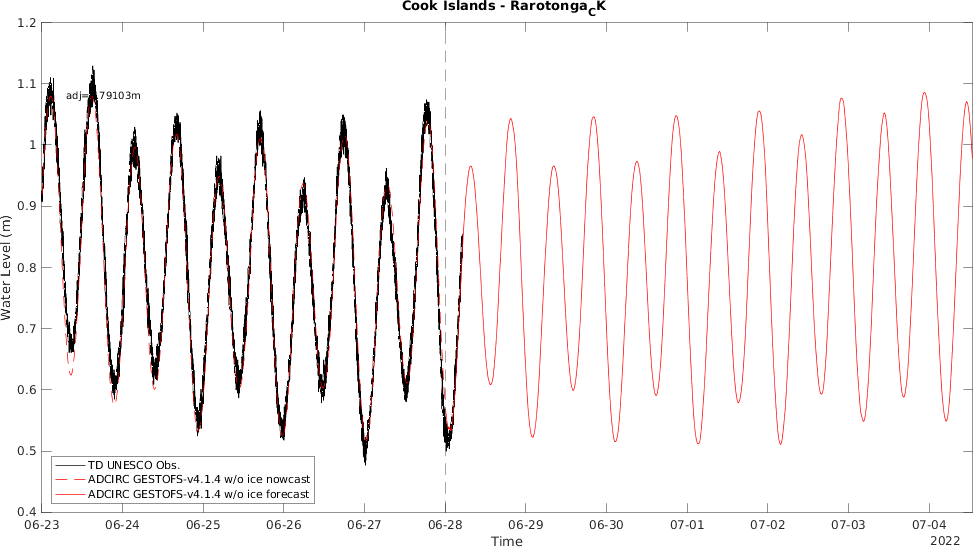 Cook Islands - Rarotonga_CK
1.2
1.1
1
0.9
0.8
0.7
0.6
0.5
0.4
Water Level (m)
TD UNESCO Obs.
ADCIRC GESTOFS-v4.1.4 w/o ice nowcast
ADCIRC GESTOFS-v4.1.4 w/o ice forecast
06-23 06-24 06-25 06-26 06-27 06-28 06-29 06-30 07-01 07-02 07-03 07-04
Time
2022